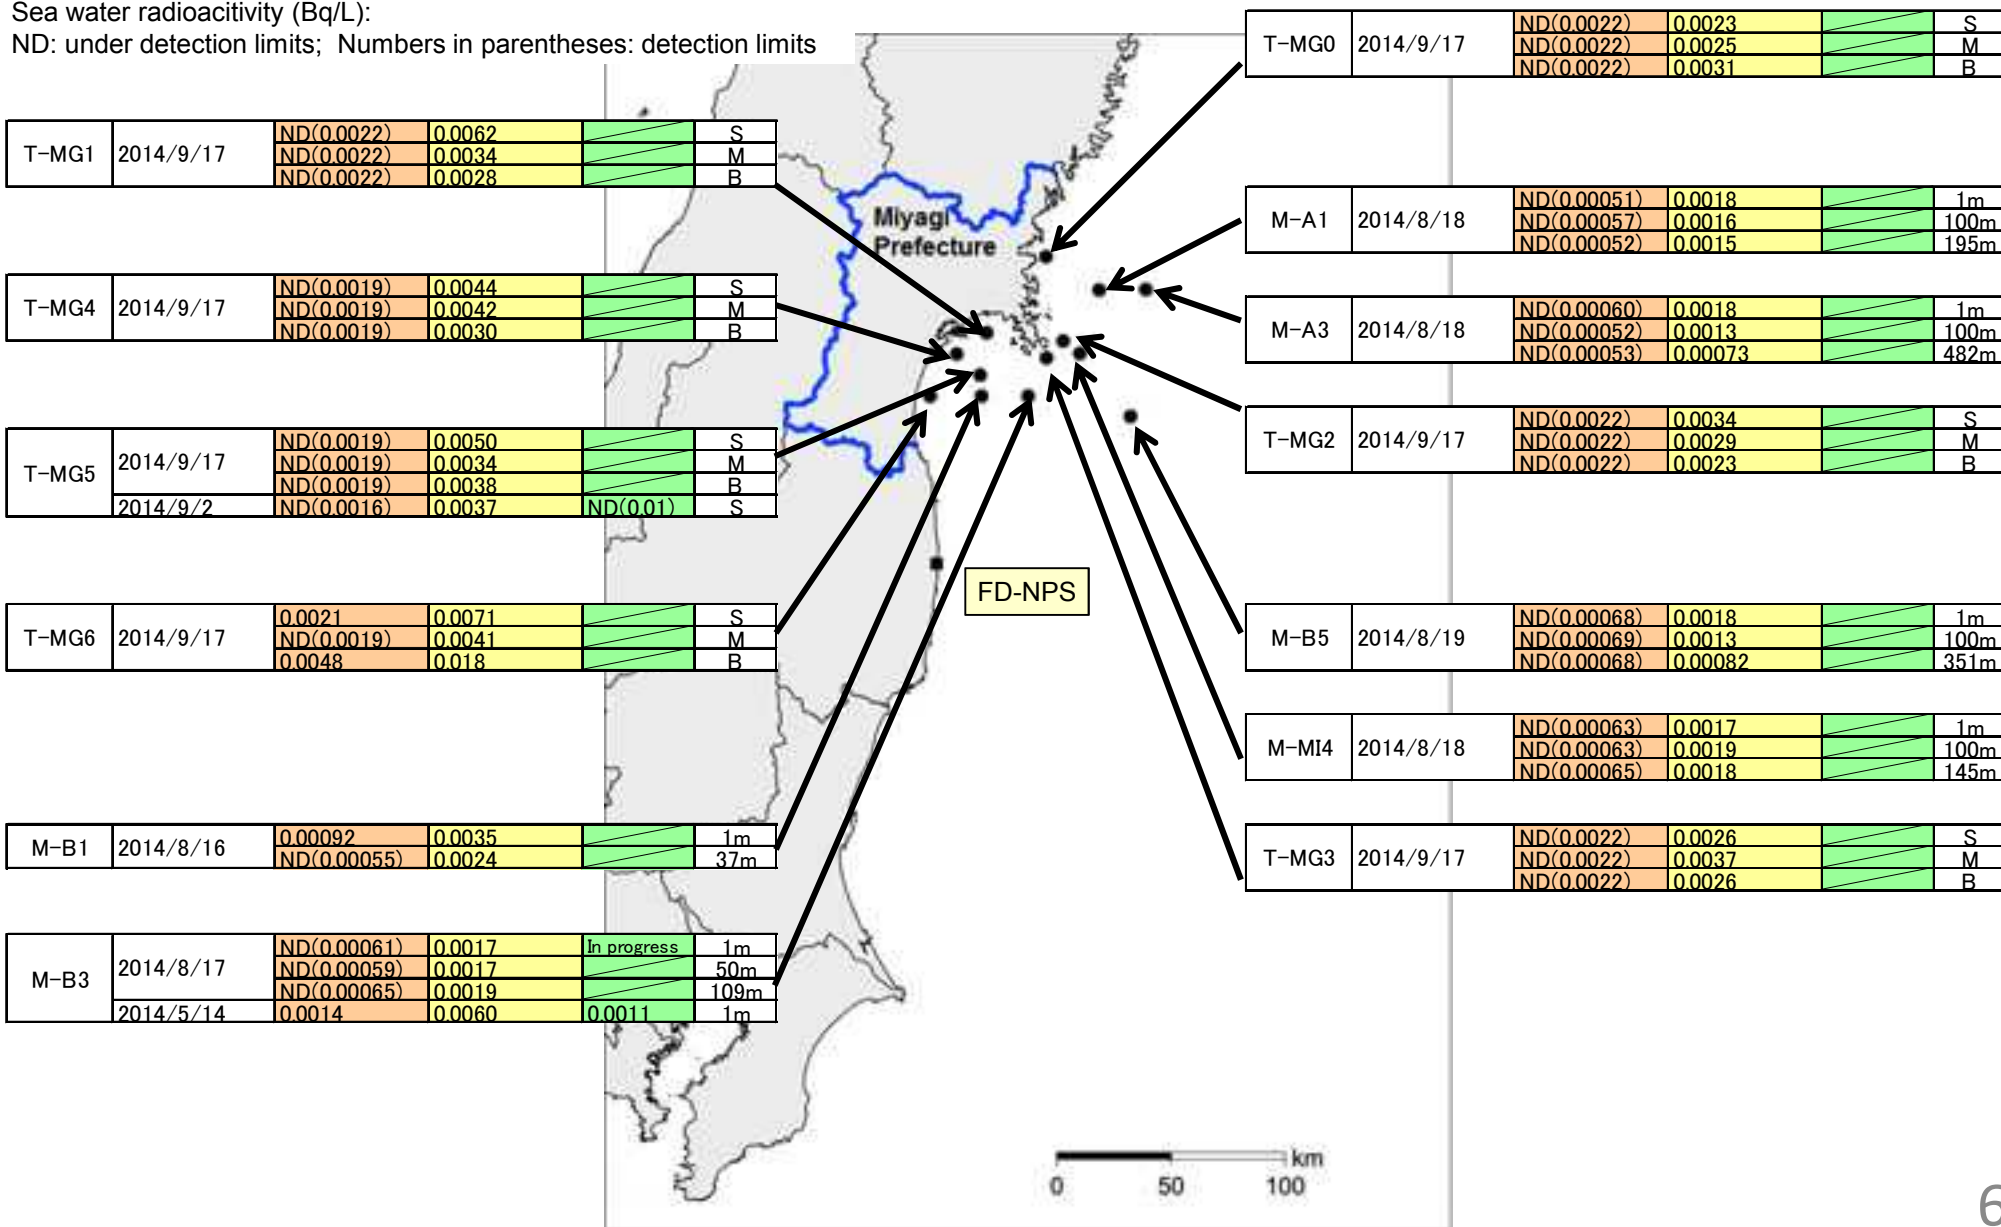 Sea water radioacitivity (Bq/L):
ND: under detection limits; Numbers in parentheses: detection limits
T-MG0 2014/9/17 ND(0.0022) 0.0023 S
ND(0.0022) 0.0025 M
ND(0.0022) 0.0031 B
T-MG1 2014/9/17 ND(0.0022) 0.0062 S
ND(0.0022) 0.0034 M
ND(0.0022) 0.0028 B
M-A1 2014/8/18 ND(0.00051) 0.0018 1m
ND(0.00057) 0.0016 100m
ND(0.00052) 0.0015 195m
Miyagi
Prefecture
T-MG4 2014/9/17 ND(0.0019) 0.0044 S
ND(0.0019) 0.0042 M
ND(0.0019) 0.0030 B
M-A3 2014/8/18 ND(0.00060) 0.0018 1m
ND(0.00052) 0.0013 100m
ND(0.00053) 0.00073 482m
T-MG2 2014/9/17 ND(0.0022) 0.0034 S
ND(0.0022) 0.0029 M
ND(0.0022) 0.0023 B
T-MG5 2014/9/17 ND(0.0019) 0.0050 S
ND(0.0019) 0.0034 M
ND(0.0019) 0.0038 B
2014/9/2 ND(0.0016) 0.0037 ND(0.01) S
FD-NPS
T-MG6 2014/9/17 0.0021 0.0071 S
ND(0.0019) 0.0041 M
0.0048 0.018 B
M-B5 2014/8/19 ND(0.00068) 0.0018 1m
ND(0.00069) 0.0013 100m
ND(0.00068) 0.00082 351m
M-MI4 2014/8/18 ND(0.00063) 0.0017 1m
ND(0.00063) 0.0019 100m
ND(0.00065) 0.0018 145m
M-B1 2014/8/16 0.00092 0.0035 1m
ND(0.00055) 0.0024 37m
T-MG3 2014/9/17 ND(0.0022) 0.0026 S
ND(0.0022) 0.0037 M
ND(0.0022) 0.0026 B
M-B3 2014/8/17 ND(0.00061) 0.0017 In progress 1m
ND(0.00059) 0.0017 50m
ND(0.00065) 0.0019 109m
2014/5/14 0.0014 0.0060 0.0011 1m
km
0 50 100
6